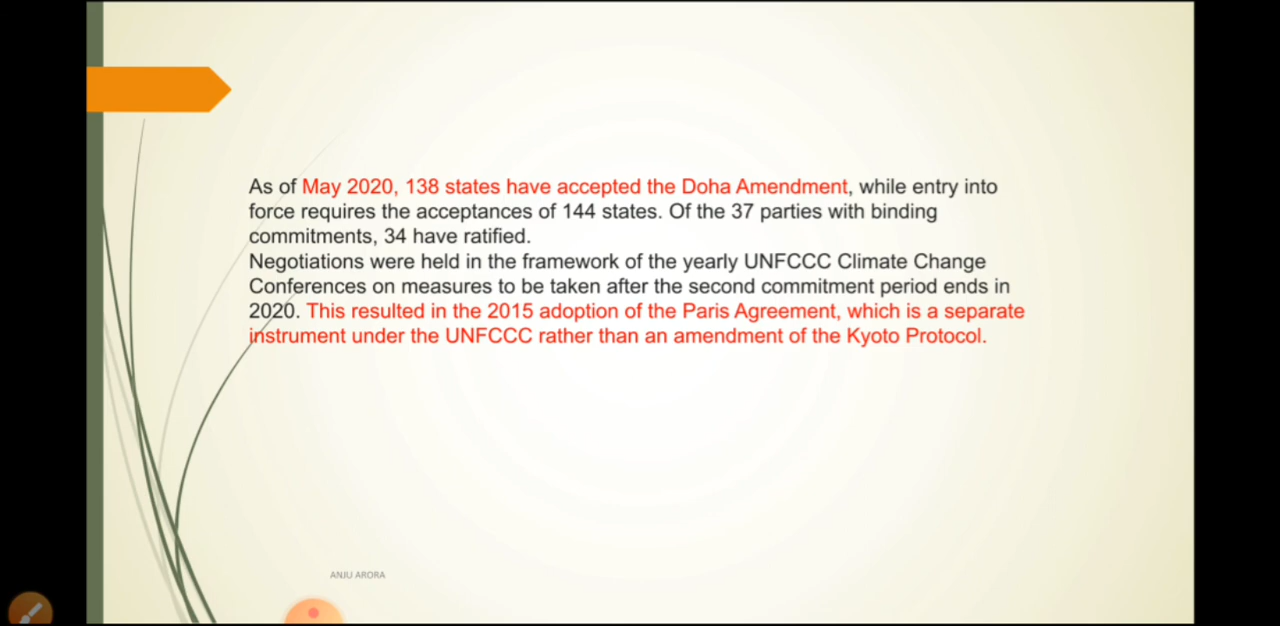 As of May 2020, 138 states have accepted the Doha Amendment, while entry into
force requires the acceptances of 144 states. Of the 37 parties with binding
commitments, 34 have ratified.
Negotiations were held in the framework of the yearly UNFCCC Climate Change
Conferences on measures to be taken after the second commitment period ends in
2020. This resulted in the 2015 adoption of the Paris Agreement, which is a separate
instrument under the UNFCCC rather than an amendment of the Kyoto Protocol.
ANJU ARORA